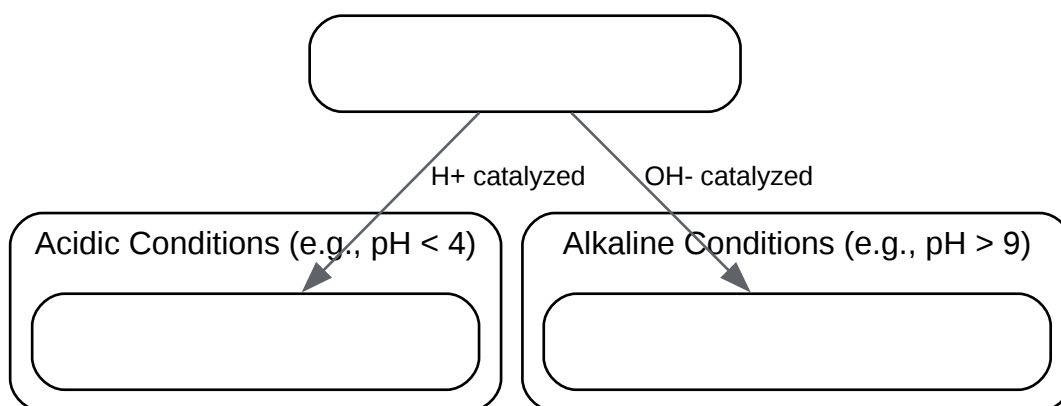 H+ catalyzed
OH- catalyzed
Acidic Conditions (e.g., pH < 4)
Alkaline Conditions (e.g., pH > 9)